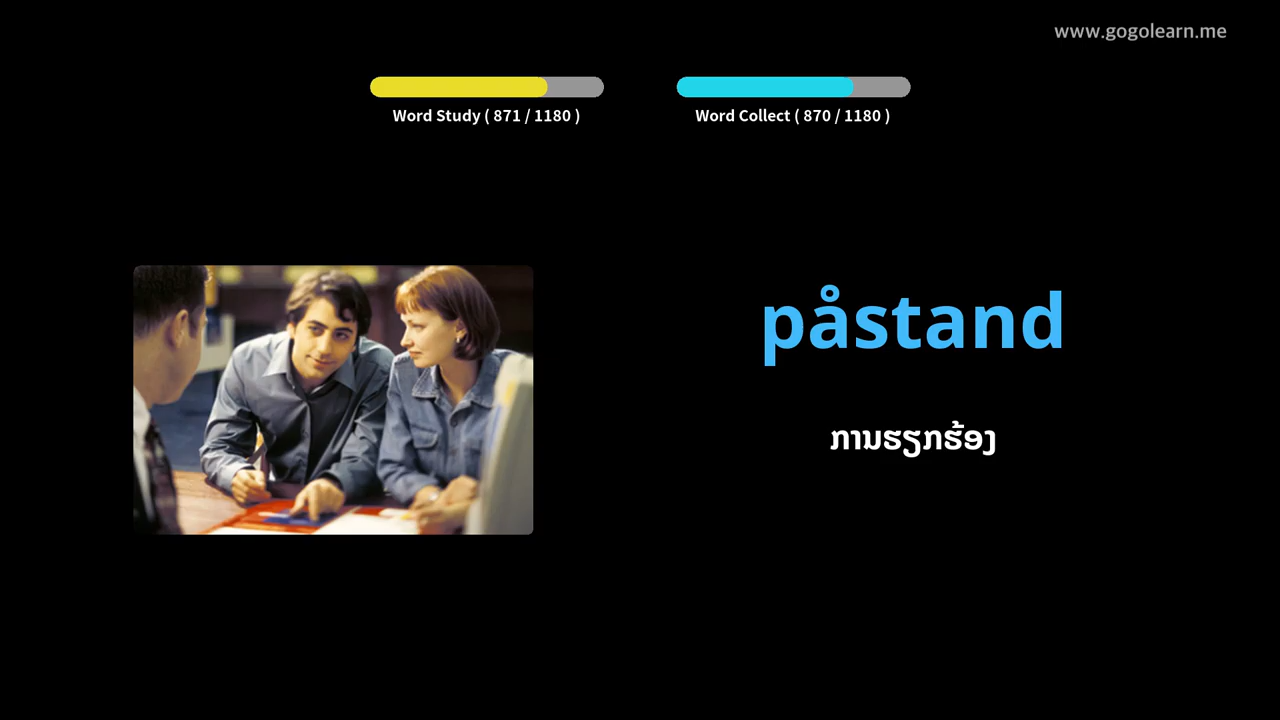 www.gogolearn.me
Word Study ( 871 / 1180 )
Word Collect ( 870 / 1180 )
påstand
ການຮຽກຮ້ອງ